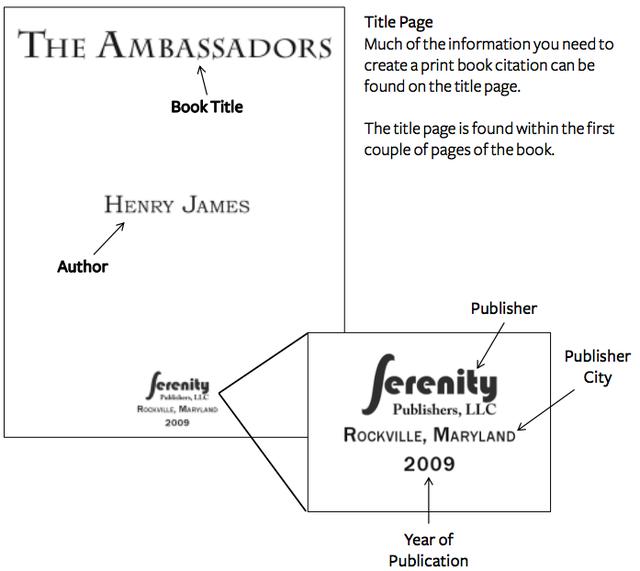 THE AMBASSADORS
Book Title
HENRY JAMES
Author
Serenity
Publishers, LLC
ROCKVILLE, MARYLAND
2009
Title Page
Much of the information you need to
create a print book citation can be
found on the title page.
The title page is found within the first
couple of pages of the book.
Publisher
Publisher
City
Serenity
Publishers, LLC
ROCKVILLE, MARYLAND
2009
Year of
Publication